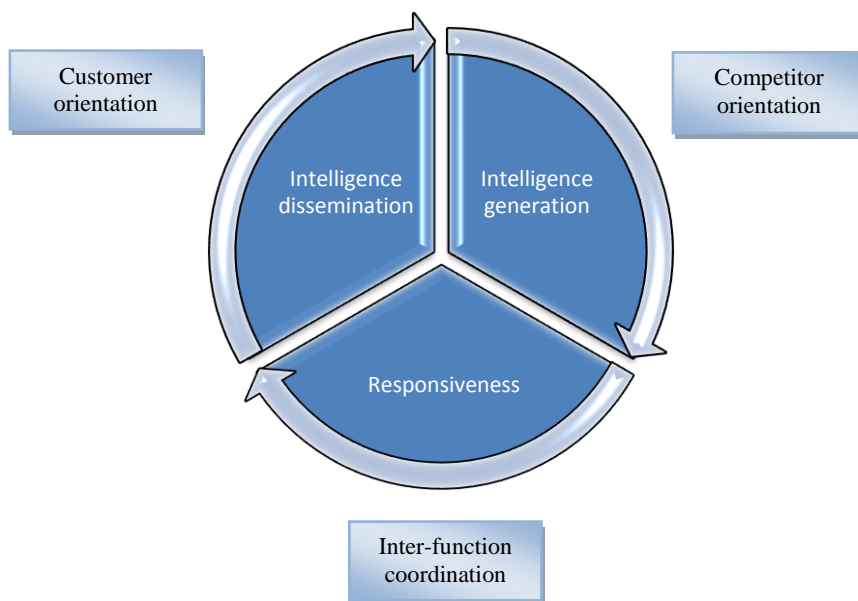 Customer
orientation
Competitor
orientation
Intelligence
dissemination
Intelligence
generation
Responsiveness
Inter-function
coordination